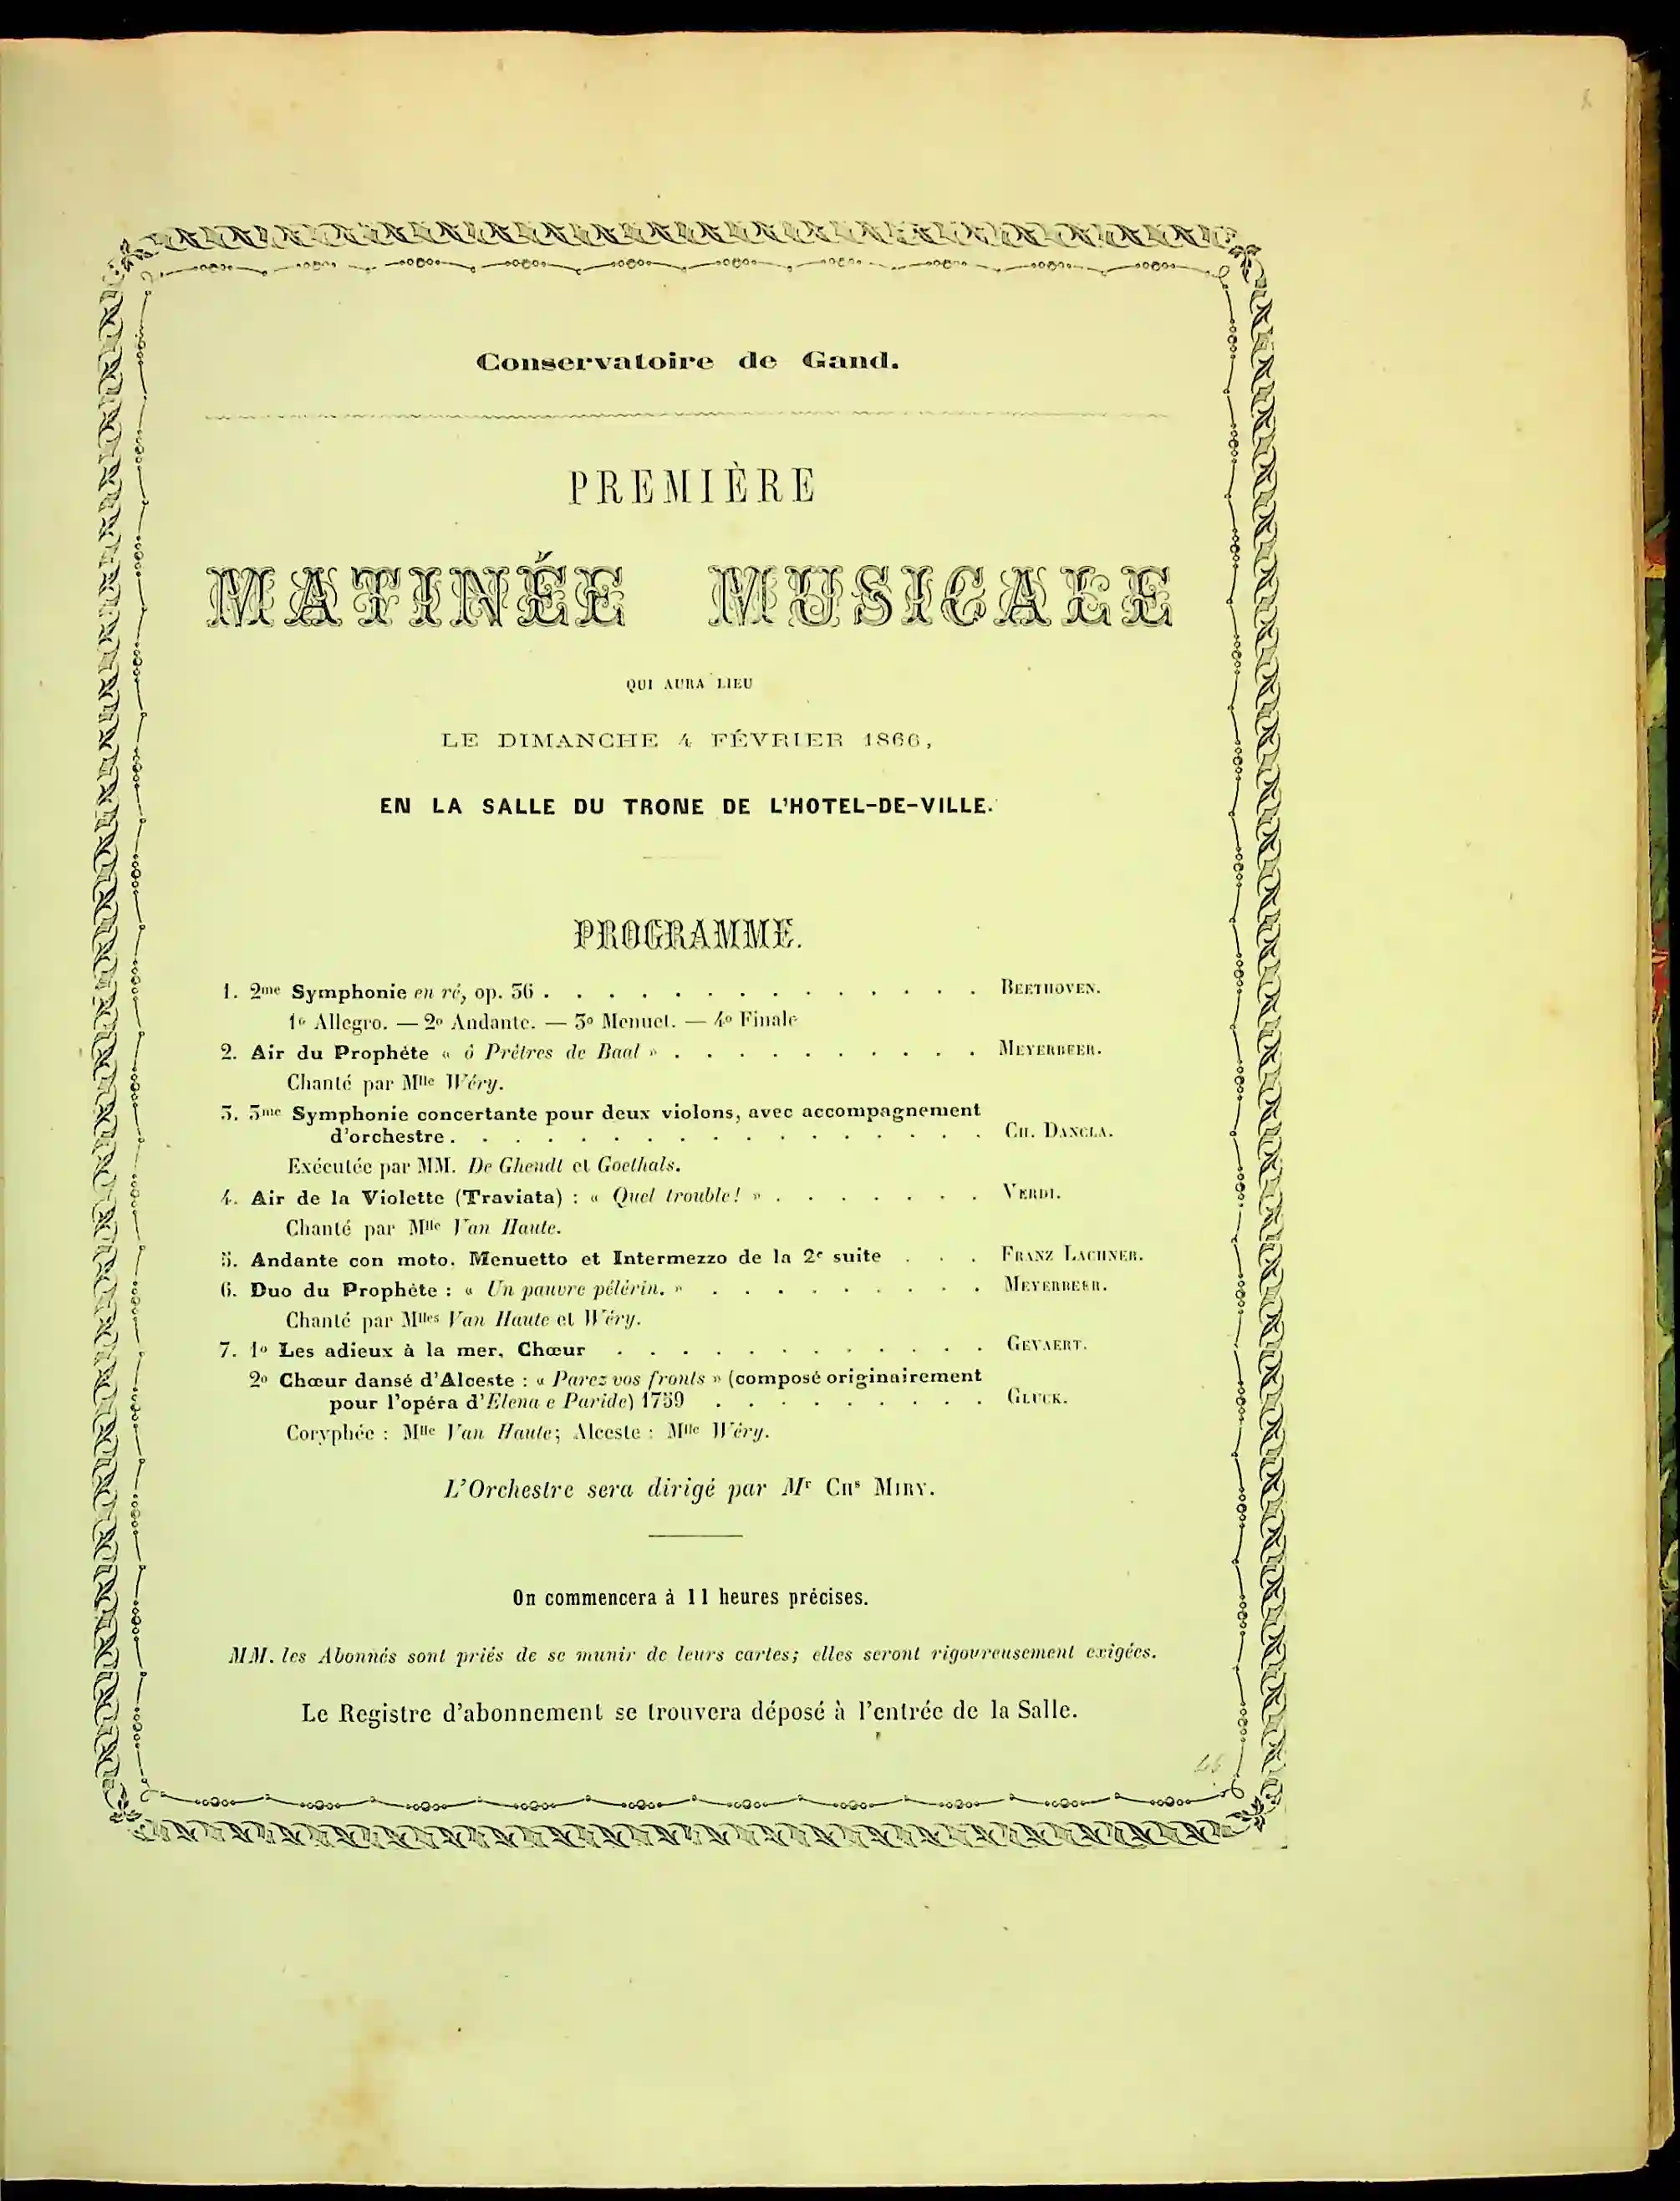 Conservatoire de Gand.
PREMIÈRE
MATINÉE MUSICALE
QUI AURA LIEU
LE DIMANCHE 4 FÉVRIER 1866,
EN LA SALLE DU TRONE DE L'HOTEL-DE-VILLE.
PROGRAMME.
1. 2me Symphonie en ré, op. 36 . . . . . . . . . . . . . . BEETHOVEN.
1o Allegro. — 2o Andante. — 3o Menuet. — 4o Finale
2. Air du Prophéte « ô Prêtres de Baal » . . . . . . . . . . MEYERBEER.
Chanté par Mlle Wéry.
3. 3me Symphonie concertante pour deux violons, avec accompagnement
d'orchestre . . . . . . . . . . . . . . . . . CH. DANCLA.
Exécutée par MM. De Ghendt et Goethals.
4. Air de la Violette (Traviata) : « Quel trouble! » . . . . . . . VERDI.
Chanté par Mlle Van Haute.
5. Andante con moto. Menuetto et Intermezzo de la 2e suite . . . FRANZ LACHNER.
6. Duo du Prophète : « Un pauvre pélérin. » . . . . . . . . . MEYERBEER.
Chanté par Mlles Van Haute et Wéry.
7. 1o Les adieux à la mer, Chœur . . . . . . . . . . . . GEVAERT.
2o Chœur dansé d'Alceste : « Parez vos fronts » (composé originairement
pour l'opéra d'Elena e Paride) 1759 . . . . . . . . . GLUCK.
Coryphée : Mlle Van Haute; Alceste : Mlle Wéry.
L'Orchestre sera dirigé par Mr CHs MIRY.
On commencera à 11 heures précises.
MM. les Abonnés sont priés de se munir de leurs cartes; elles seront rigoureusement exigées.
Le Registre d'abonnement se trouvera déposé à l'entrée de la Salle.